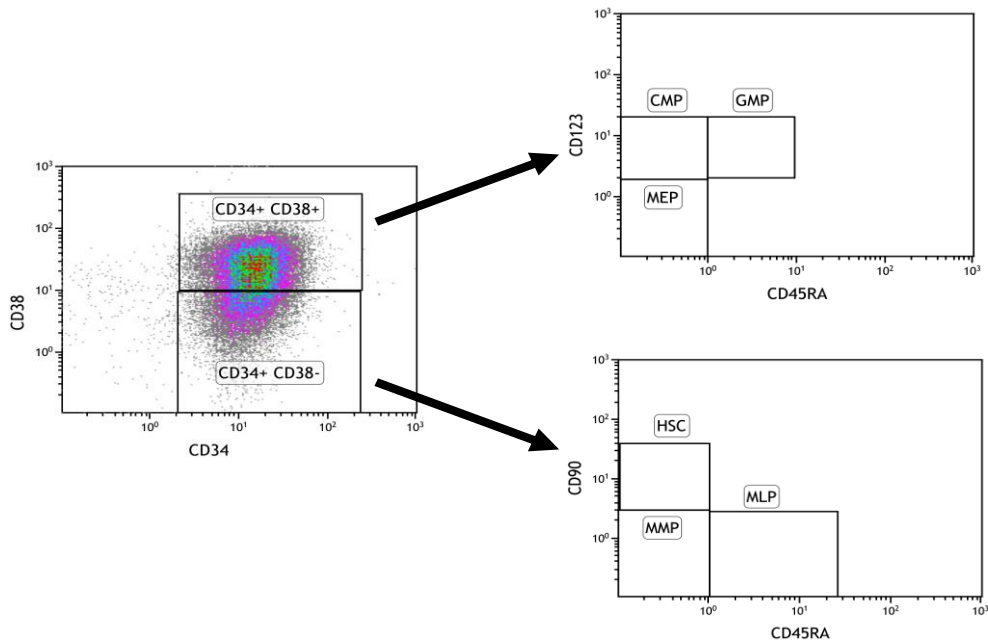 CD38
10³
10²
10¹
10⁰
CD34+ CD38+
CD34+ CD38-
10⁰ 10¹ 10² 10³
CD34
CD123
10³
10²
10¹
10⁰
CMP GMP
MEP
10⁰ 10¹ 10² 10³
CD45RA
CD90
10³
10²
10¹
10⁰
HSC
MLP
MMP
10⁰ 10¹ 10² 10³
CD45RA